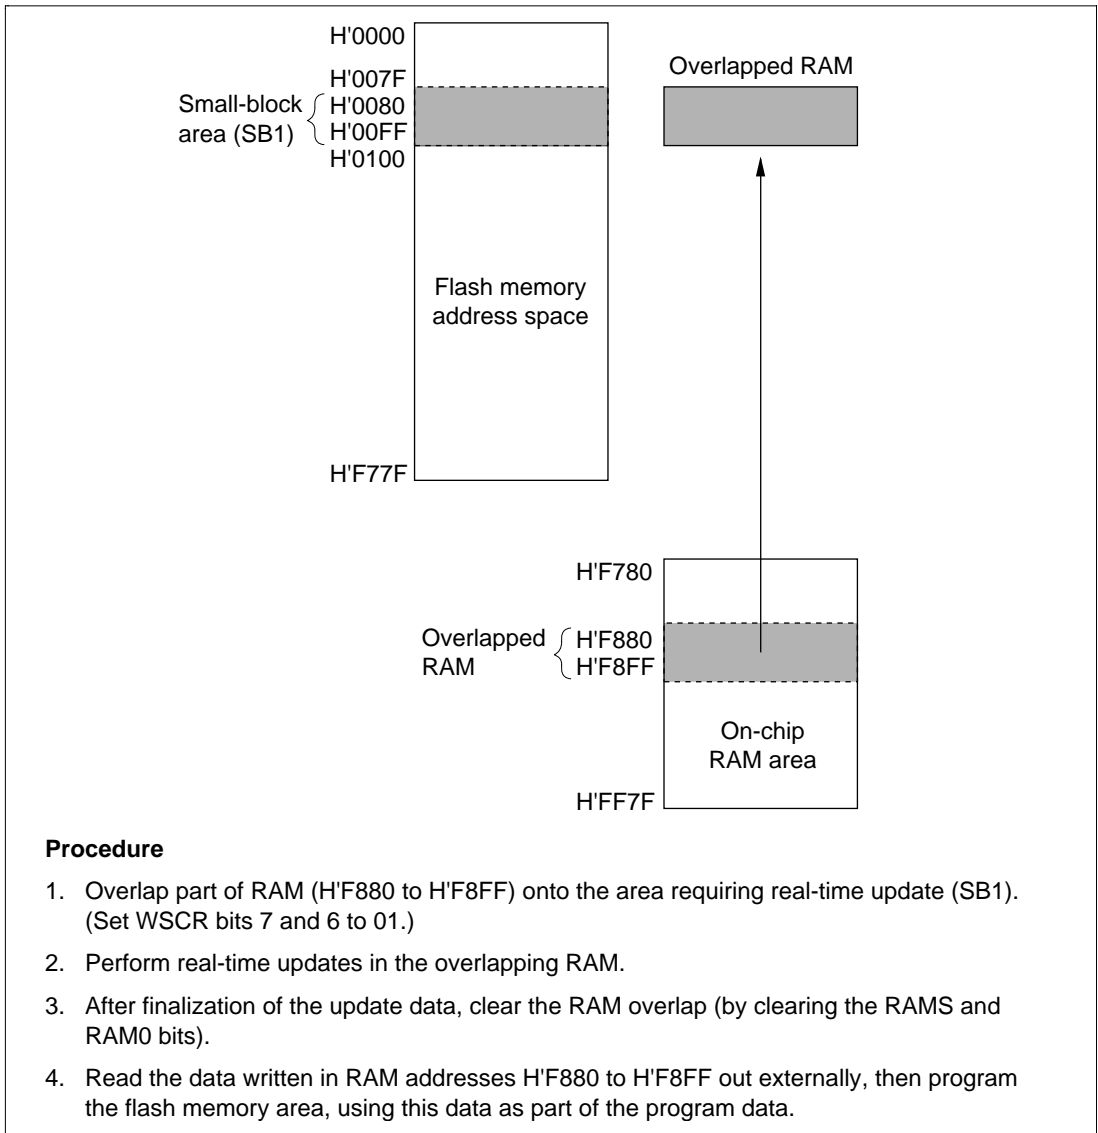 H'0000
H'007F
Small-block
area (SB1)
H'0080
H'00FF
H'0100
Overlapped RAM
Flash memory
address space
H'F77F
H'F780
Overlapped
RAM
H'F880
H'F8FF
On-chip
RAM area
H'FF7F
Procedure
1. Overlap part of RAM (H'F880 to H'F8FF) onto the area requiring real-time update (SB1).
(Set WSCR bits 7 and 6 to 01.)
2. Perform real-time updates in the overlapping RAM.
3. After finalization of the update data, clear the RAM overlap (by clearing the RAMS and
RAM0 bits).
4. Read the data written in RAM addresses H'F880 to H'F8FF out externally, then program
the flash memory area, using this data as part of the program data.